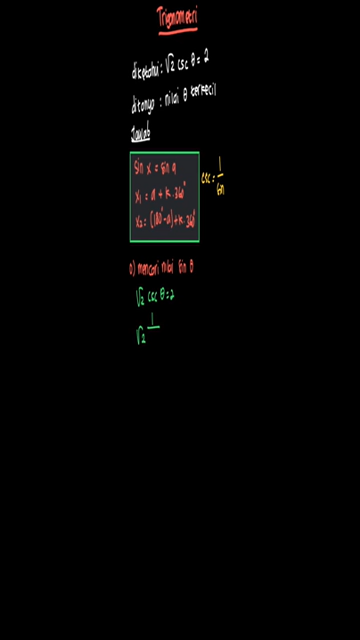 Trigonometri
diketahui : √2 csc θ = 2
ditanya : nilai θ terkecil
Jawab
sin x = sin a
x₁ = a + k. 360°
x₂ = (180° - a) + k. 360°
csc = 1/sin
0) mencari nilai sin θ
√2 csc θ = 2
√2 1/